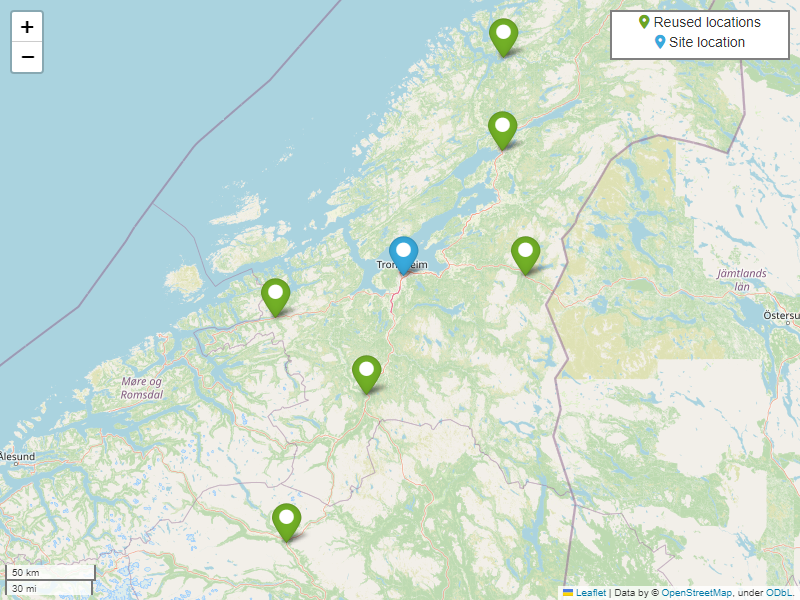 +
−
Reused locations
Site location
Trondheim
Jämtlands
län
Östersu
Møre og
Romsdal
Ålesund
50 km
30 mi
Leaflet | Data by © OpenStreetMap, under ODbL.